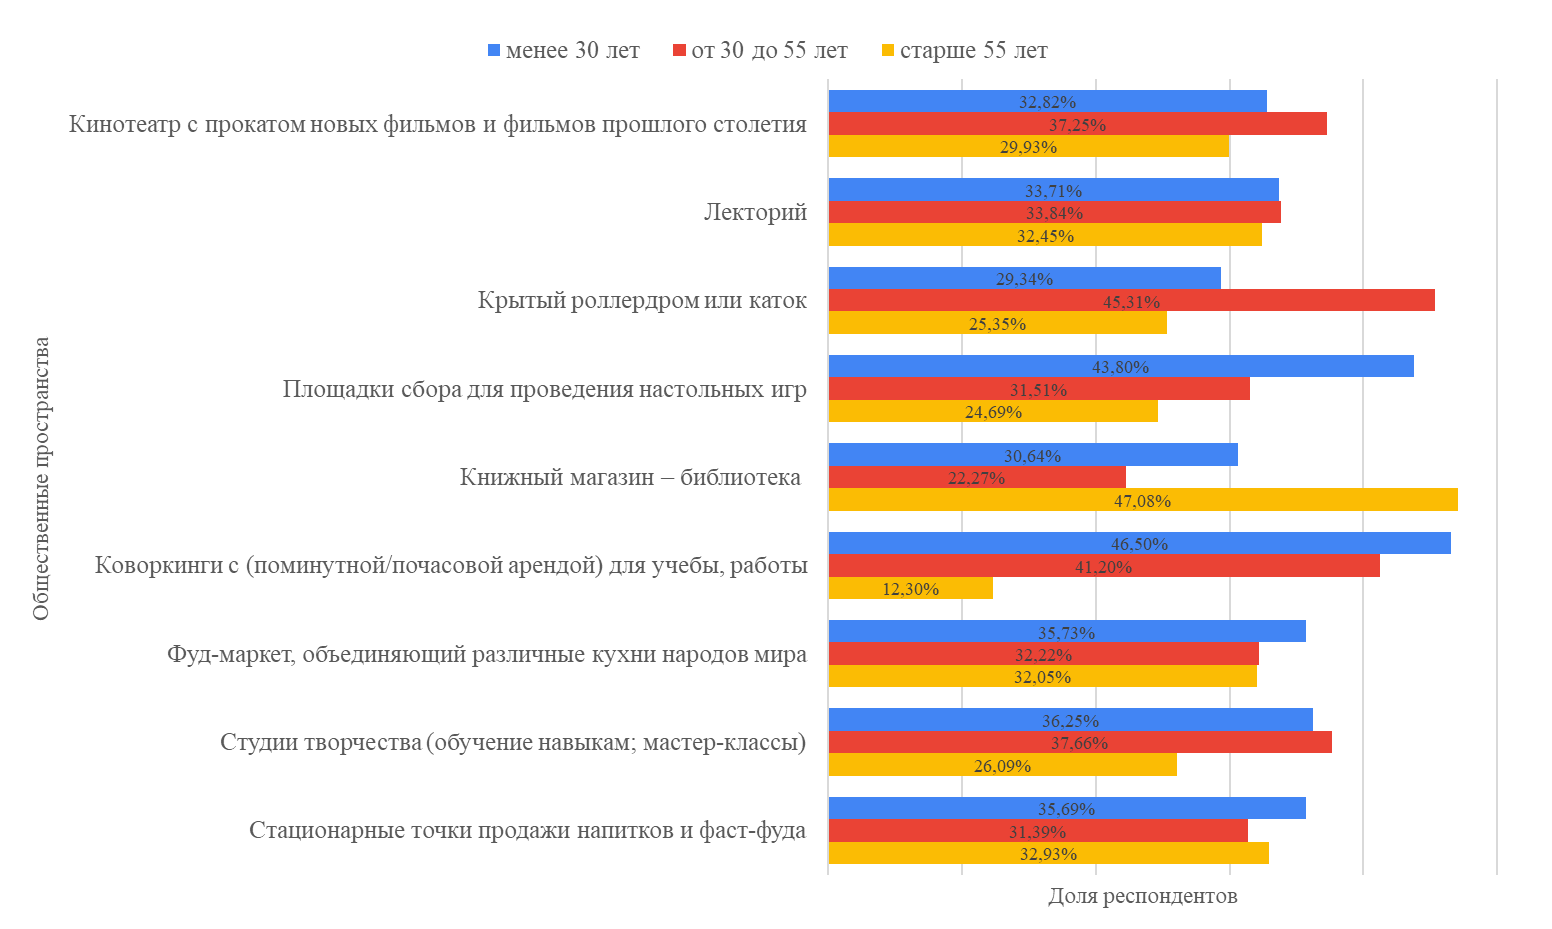 менее 30 лет
от 30 до 55 лет
старше 55 лет
Общественные пространства
Кинотеатр с прокатом новых фильмов и фильмов прошлого столетия
32,82%
37,25%
29,93%
Лекторий
33,71%
33,84%
32,45%
Крытый роллердром или каток
29,34%
45,31%
25,35%
Площадки сбора для проведения настольных игр
43,80%
31,51%
24,69%
Книжный магазин – библиотека
30,64%
22,27%
47,08%
Коворкинги с (поминутной/почасовой арендой) для учебы, работы
46,50%
41,20%
12,30%
Фуд-маркет, объединяющий различные кухни народов мира
35,73%
32,22%
32,05%
Студии творчества (обучение навыкам; мастер-классы)
36,25%
37,66%
26,09%
Стационарные точки продажи напитков и фаст-фуда
35,69%
31,39%
32,93%
Доля респондентов